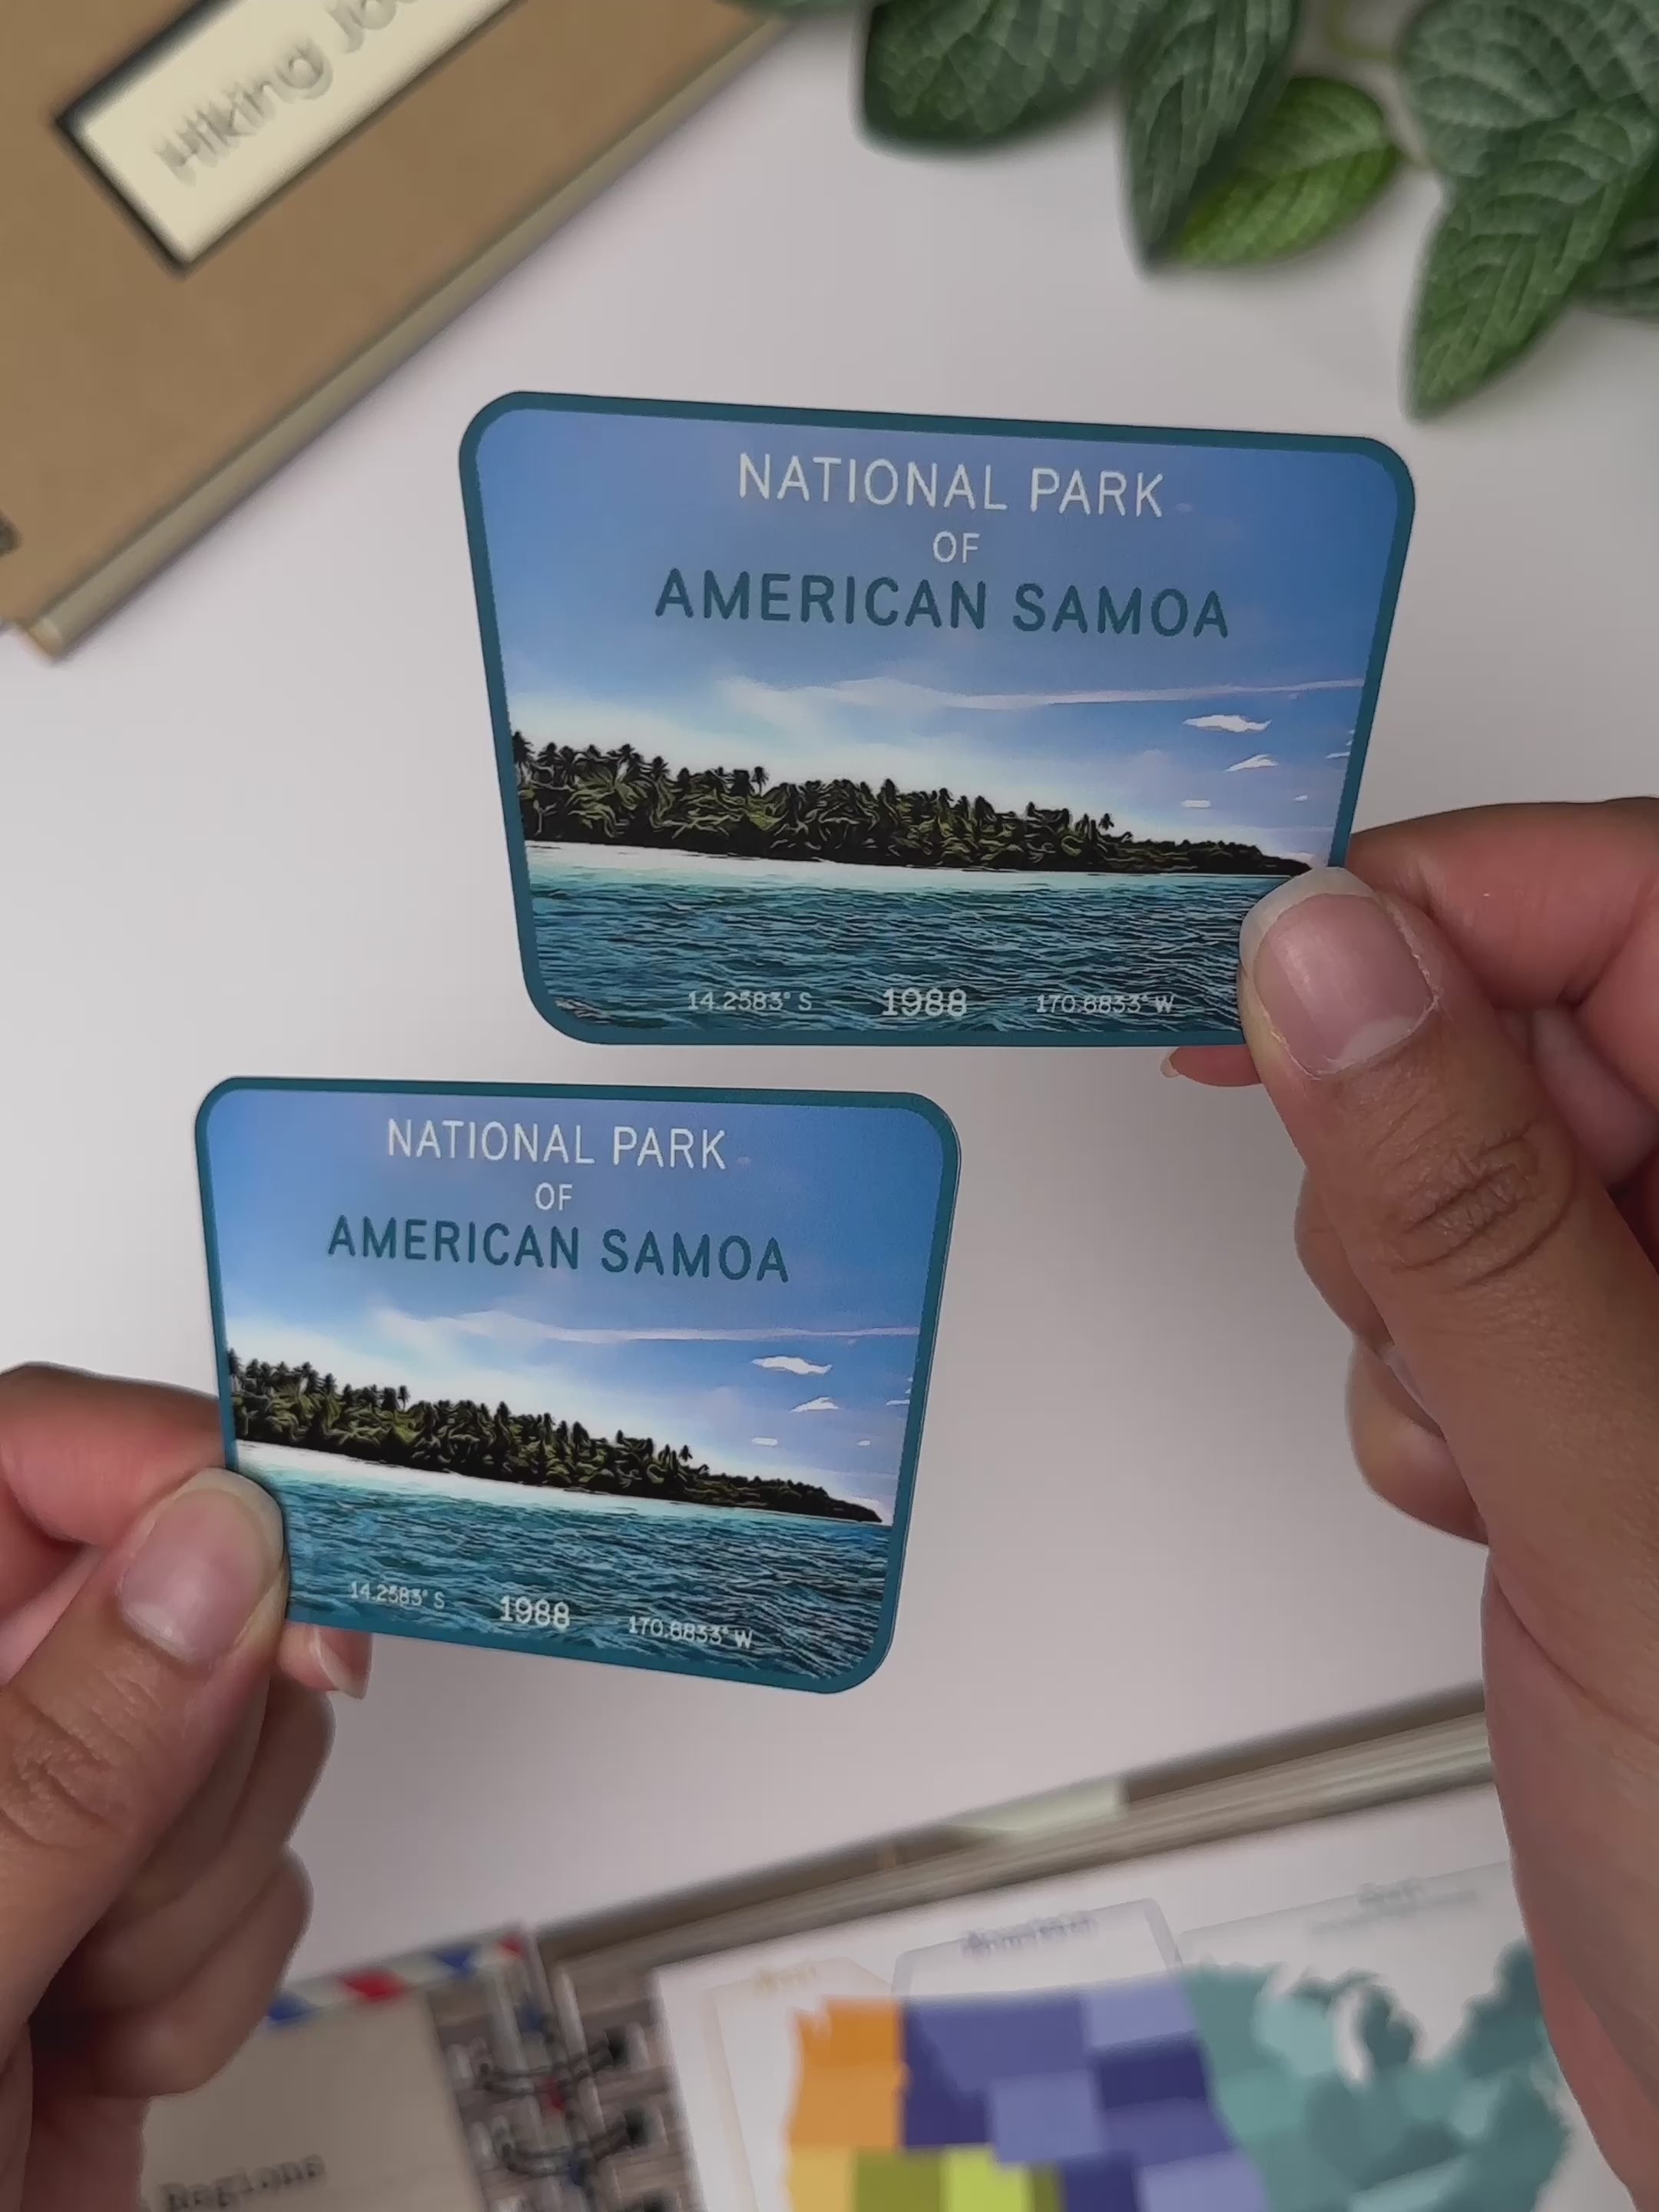 Hiking
NATIONAL PARK
OF
AMERICAN SAMOA
14.2583° S 1988 170.6833° W
NATIONAL PARK
OF
AMERICAN SAMOA
14.2583° S 1988 170.6833° W
Regions